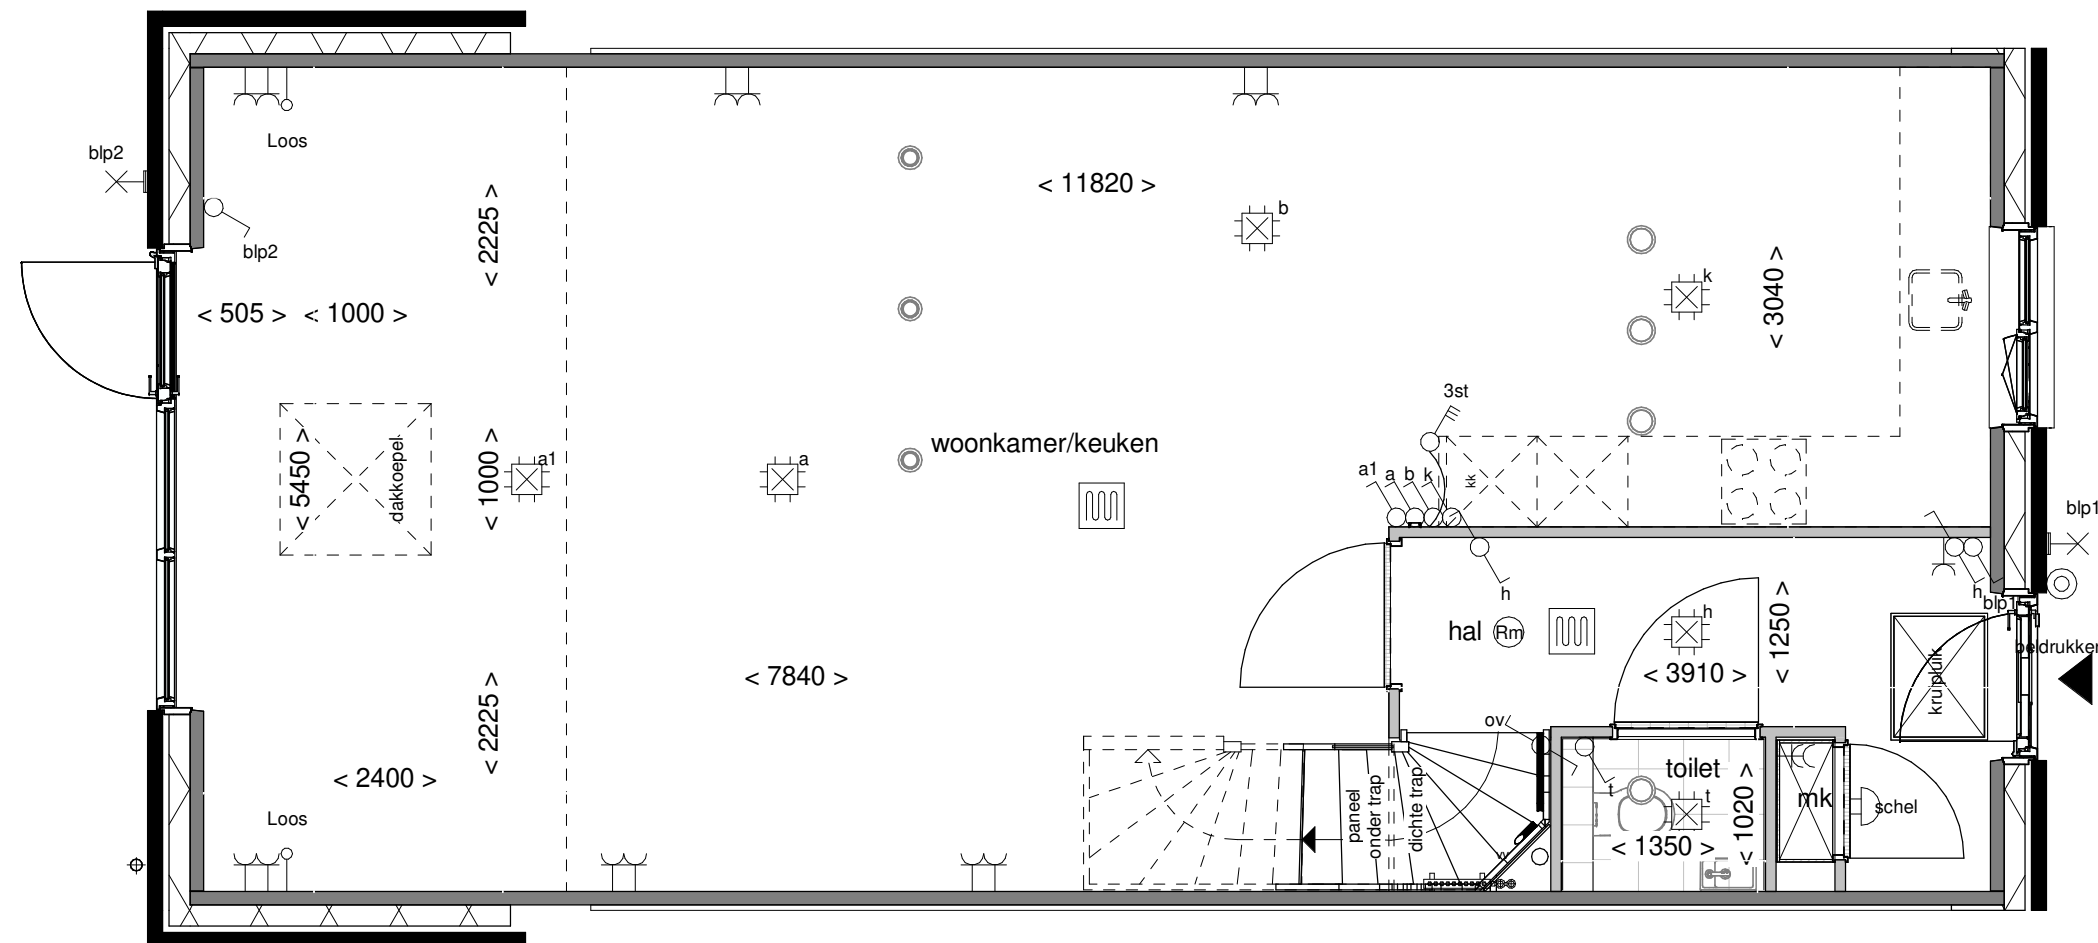 Loos
blp2
blp2
< 2225 >
< 11820 >
b
k
< 505 >
< 1000 >
< 3040 >
3st
woonkamer/keuken
a1
a
< 5450 >
dakkoepel
< 1000 >
a1
a
b
k
kk
blp1
h
h
blp1
hal
Rm
h
< 1250 >
< 3910 >
beldrukker
kruipluik
< 7840 >
< 2225 >
ov
< 2400 >
toilet
t
t
mk
schel
paneel
onder trap
dichte trap
< 1020 >
< 1350 >
Loos